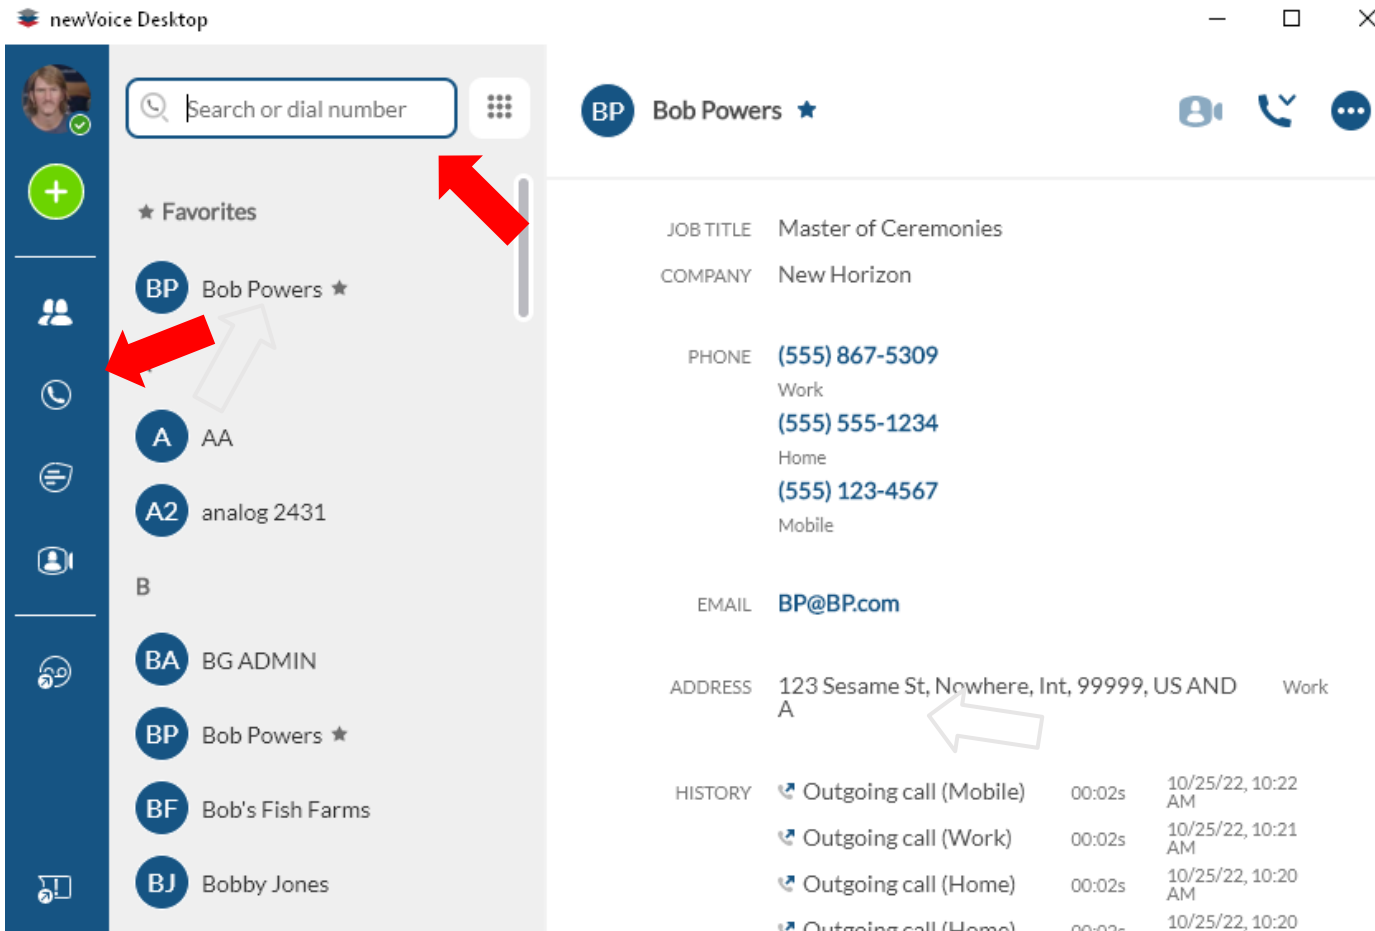 newVoice Desktop
Search or dial number
★ Favorites
BP Bob Powers ★
A AA
A2 analog 2431
B
BA BG ADMIN
BP Bob Powers ★
BF Bob's Fish Farms
BJ Bobby Jones
BP Bob Powers ★
JOB TITLE Master of Ceremonies
COMPANY New Horizon
PHONE (555) 867-5309
Work
(555) 555-1234
Home
(555) 123-4567
Mobile
EMAIL BP@BP.com
ADDRESS 123 Sesame St, Nowhere, Int, 99999, US AND Work
A
HISTORY Outgoing call (Mobile) 00:02s 10/25/22, 10:22
AM
Outgoing call (Work) 00:02s 10/25/22, 10:21
AM
Outgoing call (Home) 00:02s 10/25/22, 10:20
AM
Outgoing call (Home) 00:02s 10/25/22, 10:20